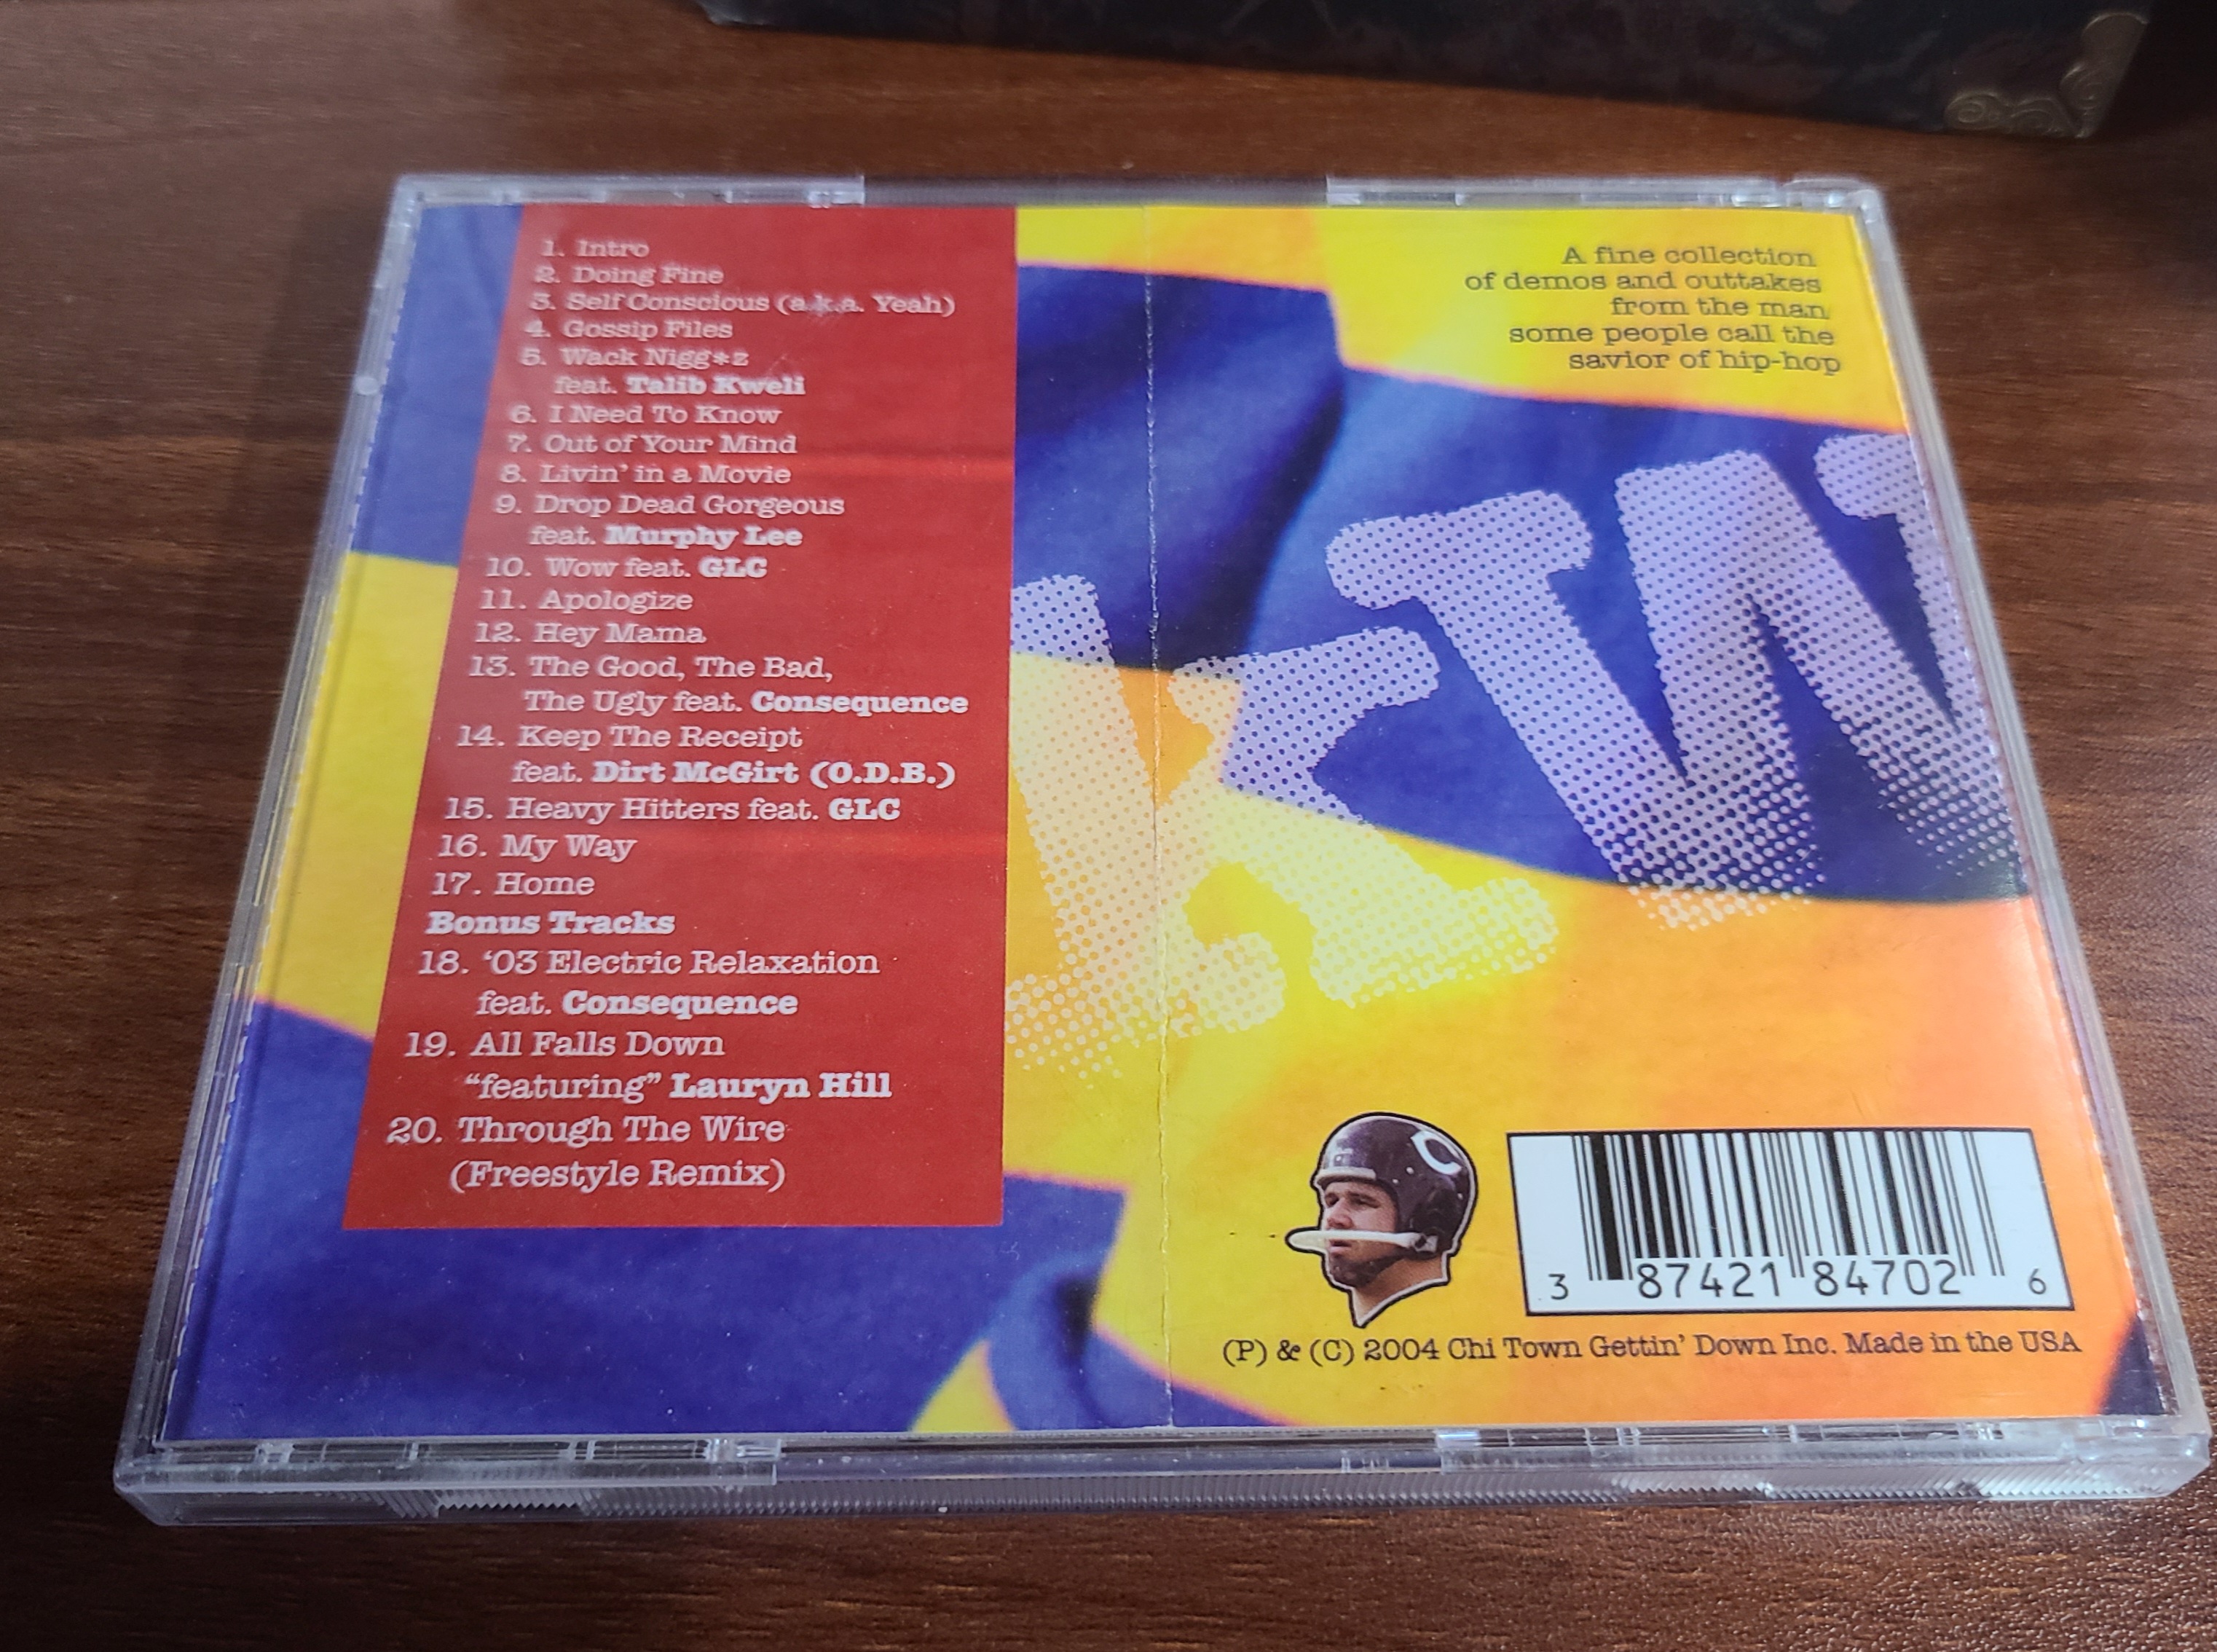 1. Intro
2. Doing Fine
3. Self Conscious (a.k.a. Yeah)
4. Gossip Files
5. Wack Nigg*z
feat. Talib Kweli
6. I Need To Know
7. Out of Your Mind
8. Livin' in a Movie
9. Drop Dead Gorgeous
feat. Murphy Lee
10. Wow feat. GLC
11. Apologize
12. Hey Mama
13. The Good, The Bad,
The Ugly feat. Consequence
14. Keep The Receipt
feat. Dirt McGirt (O.D.B.)
15. Heavy Hitters feat. GLC
16. My Way
17. Home
Bonus Tracks
18. '03 Electric Relaxation
feat. Consequence
19. All Falls Down
"featuring" Lauryn Hill
20. Through The Wire
(Freestyle Remix)
A fine collection
of demos and outtakes
from the man
some people call the
savior of hip-hop
KW
C
3 87421 84702 6
(P) & (C) 2004 Chi Town Gettin' Down Inc. Made in the USA